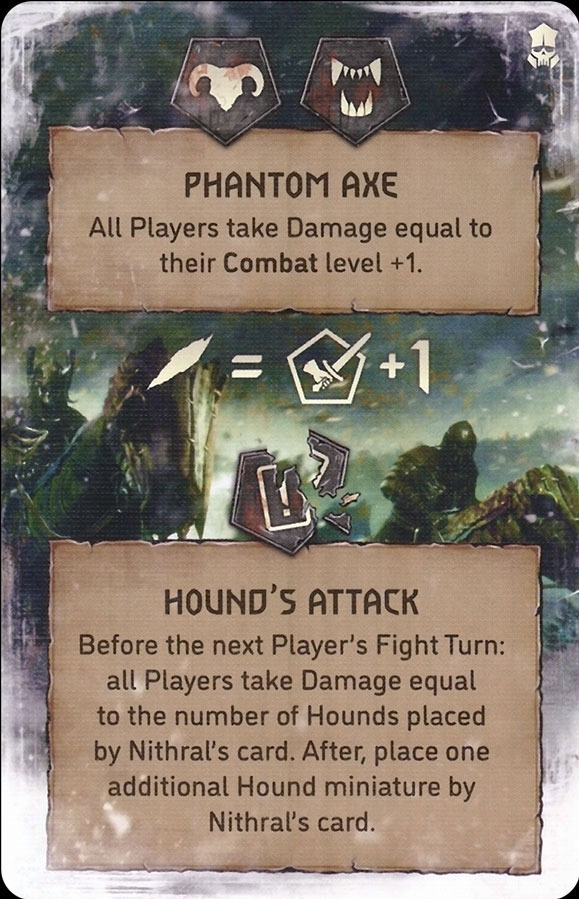 PHANTOM AXE
All Players take Damage equal to
their Combat level +1.
= +1
!
HOUND'S ATTACK
Before the next Player's Fight Turn:
all Players take Damage equal
to the number of Hounds placed
by Nithral's card. After, place one
additional Hound miniature by
Nithral's card.